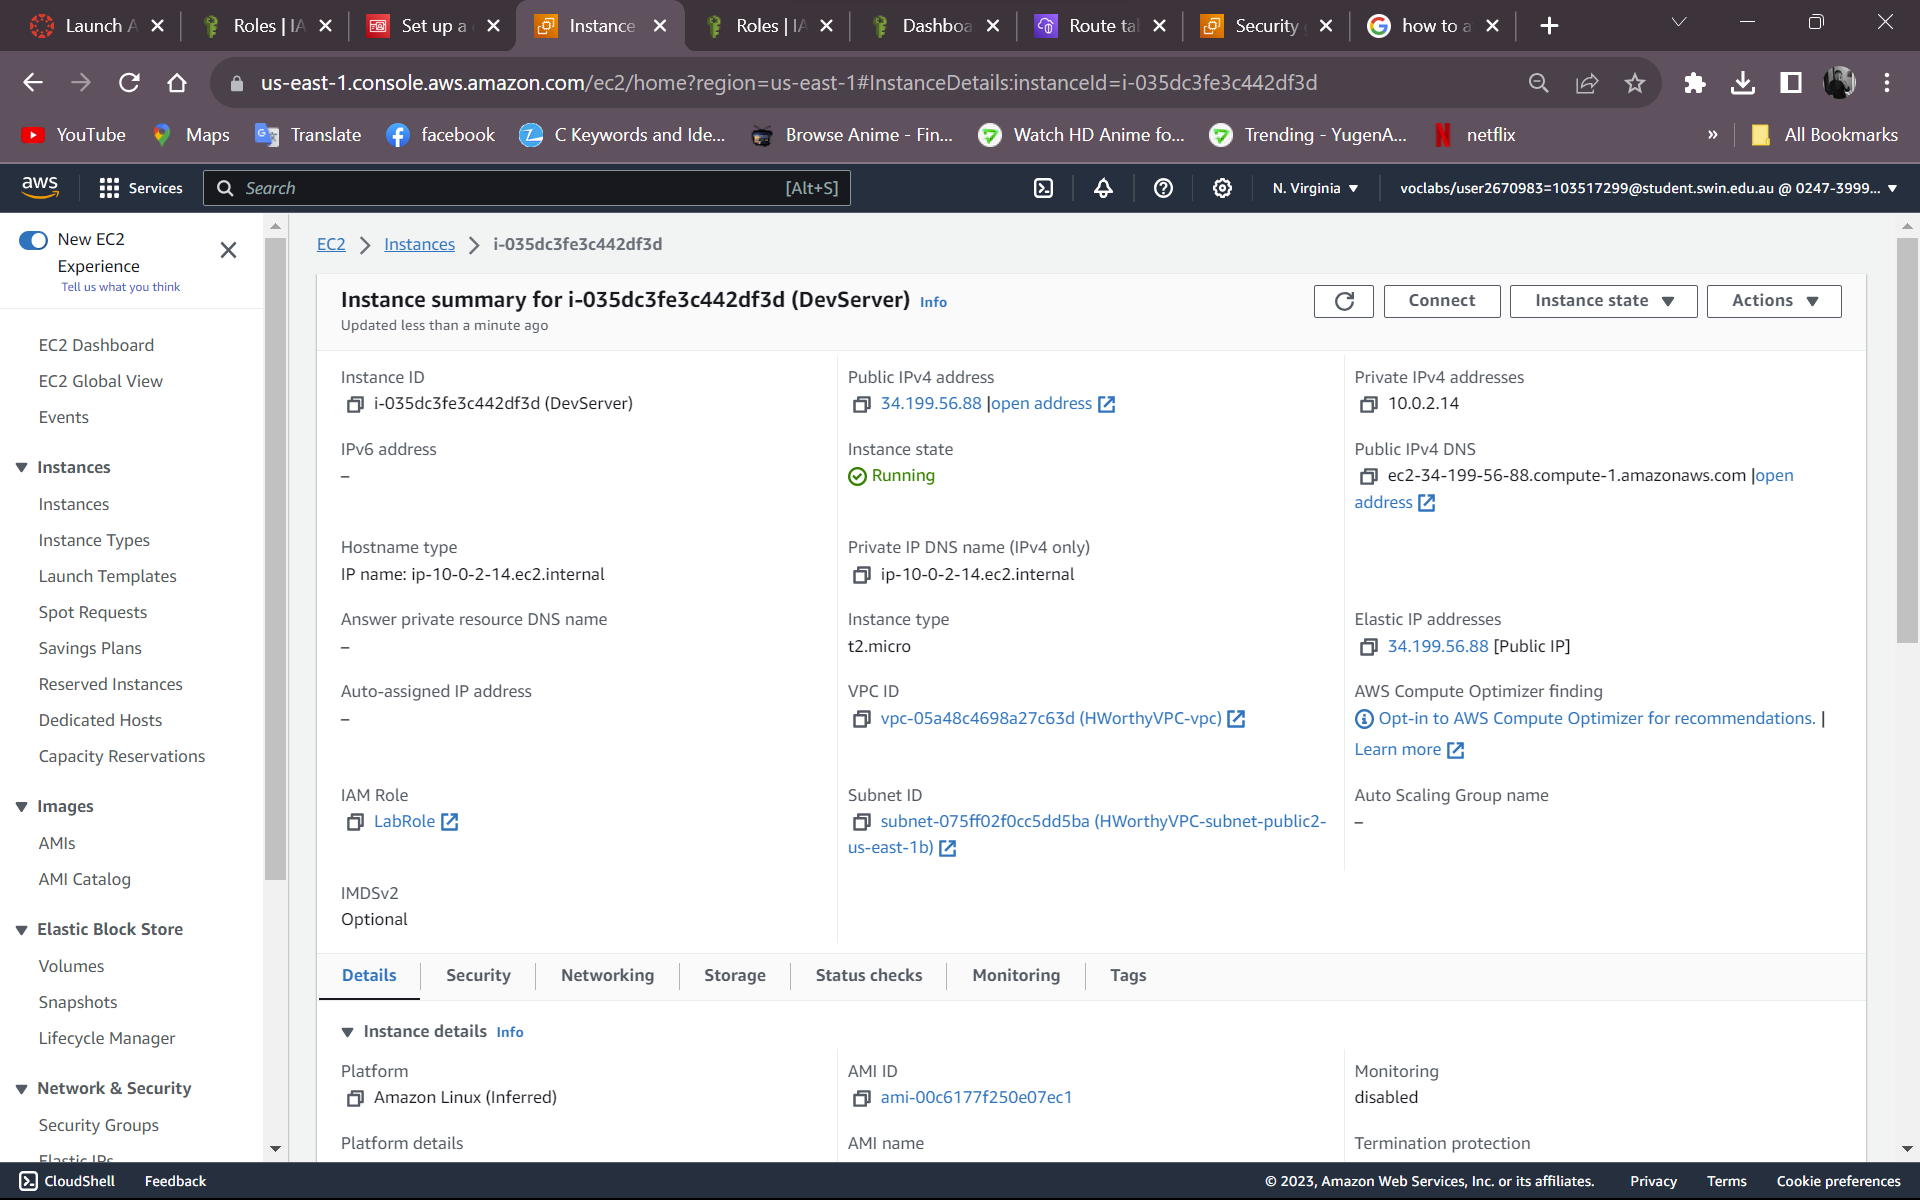 Launch A
Roles | IA
Set up a
Instance
Roles | IA
Dashboa
Route ta
Security
how to a
us-east-1.console.aws.amazon.com/ec2/home?region=us-east-1#InstanceDetails:instanceId=i-035dc3fe3c442df3d
YouTube
Maps
Translate
facebook
C Keywords and Ide...
Browse Anime - Fin...
Watch HD Anime fo...
Trending - YugenA...
netflix
»
All Bookmarks
aws
Services
Search
[Alt+S]
N. Virginia
voclabs/user2670983=103517299@student.swin.edu.au @ 0247-3999...
New EC2
Experience
Tell us what you think
EC2 Dashboard
EC2 Global View
Events
Instances
Instances
Instance Types
Launch Templates
Spot Requests
Savings Plans
Reserved Instances
Dedicated Hosts
Capacity Reservations
Images
AMIs
AMI Catalog
Elastic Block Store
Volumes
Snapshots
Lifecycle Manager
Network & Security
Security Groups
Elastic IPs
EC2
Instances
i-035dc3fe3c442df3d
Instance summary for i-035dc3fe3c442df3d (DevServer) Info
Updated less than a minute ago
Connect
Instance state
Actions
Instance ID
i-035dc3fe3c442df3d (DevServer)
Public IPv4 address
34.199.56.88 |open address
Private IPv4 addresses
10.0.2.14
IPv6 address
–
Instance state
Running
Public IPv4 DNS
ec2-34-199-56-88.compute-1.amazonaws.com |open
address
Hostname type
IP name: ip-10-0-2-14.ec2.internal
Private IP DNS name (IPv4 only)
ip-10-0-2-14.ec2.internal
Answer private resource DNS name
–
Instance type
t2.micro
Elastic IP addresses
34.199.56.88 [Public IP]
Auto-assigned IP address
–
VPC ID
vpc-05a48c4698a27c63d (HWorthyVPC-vpc)
AWS Compute Optimizer finding
Opt-in to AWS Compute Optimizer for recommendations. |
Learn more
IAM Role
LabRole
Subnet ID
subnet-075ff02f0cc5dd5ba (HWorthyVPC-subnet-public2-
us-east-1b)
Auto Scaling Group name
–
IMDSv2
Optional
Details
Security
Networking
Storage
Status checks
Monitoring
Tags
Instance details Info
Platform
Amazon Linux (Inferred)
AMI ID
ami-00c6177f250e07ec1
Monitoring
disabled
Platform details
AMI name
Termination protection
CloudShell
Feedback
© 2023, Amazon Web Services, Inc. or its affiliates.
Privacy
Terms
Cookie preferences